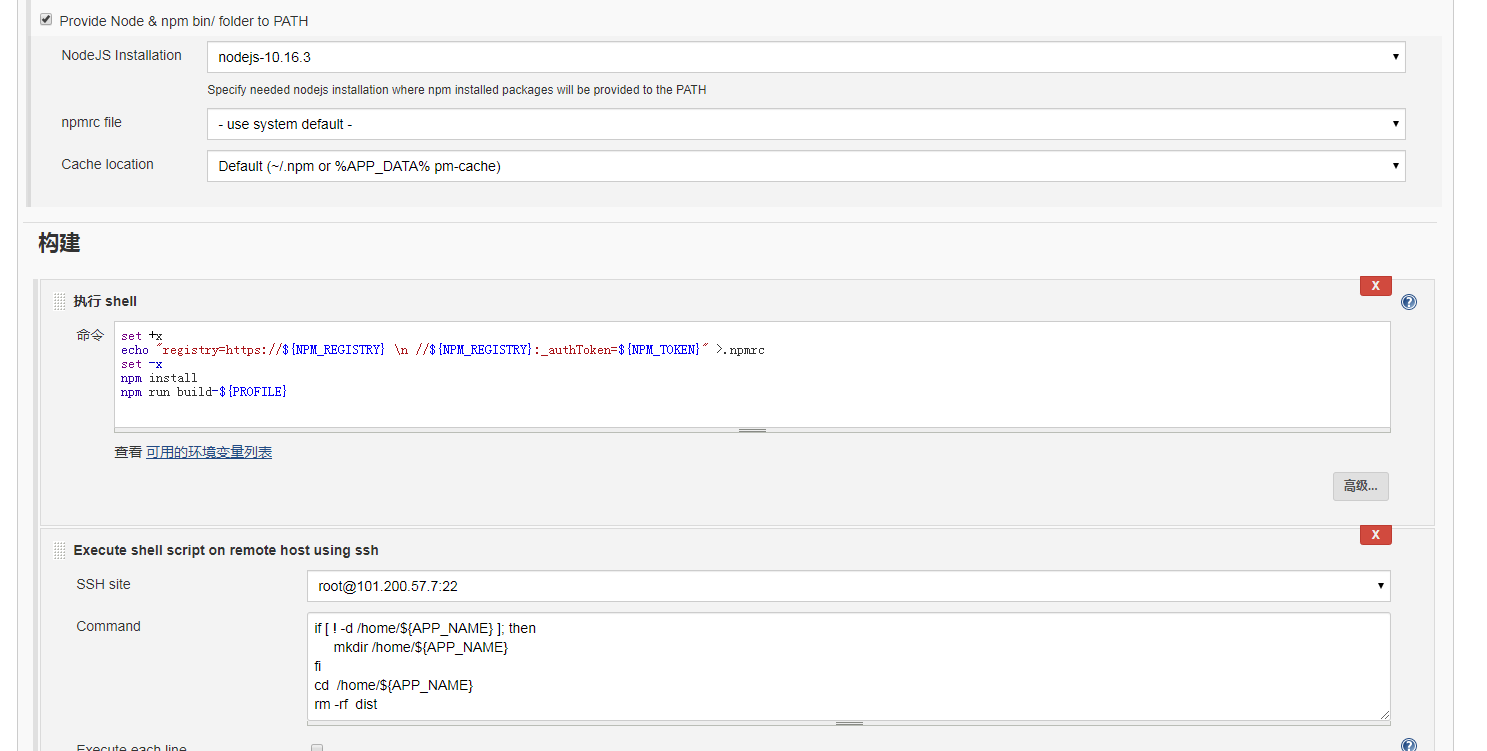 Provide Node & npm bin/ folder to PATH
NodeJS Installation
nodejs-10.16.3
Specify needed nodejs installation where npm installed packages will be provided to the PATH
npmrc file
- use system default -
Cache location
Default (~/.npm or %APP_DATA% pm-cache)
构建
X
执行 shell
命令
set +x
echo "registry=https://${NPM_REGISTRY} \n //${NPM_REGISTRY}:_authToken=${NPM_TOKEN}" >.npmrc
set -x
npm install
npm run build-${PROFILE}
查看 可用的环境变量列表
高级...
X
Execute shell script on remote host using ssh
SSH site
root@101.200.57.7:22
Command
if [ ! -d /home/${APP_NAME} ]; then
mkdir /home/${APP_NAME}
fi
cd  /home/${APP_NAME}
rm -rf  dist
Execute each line